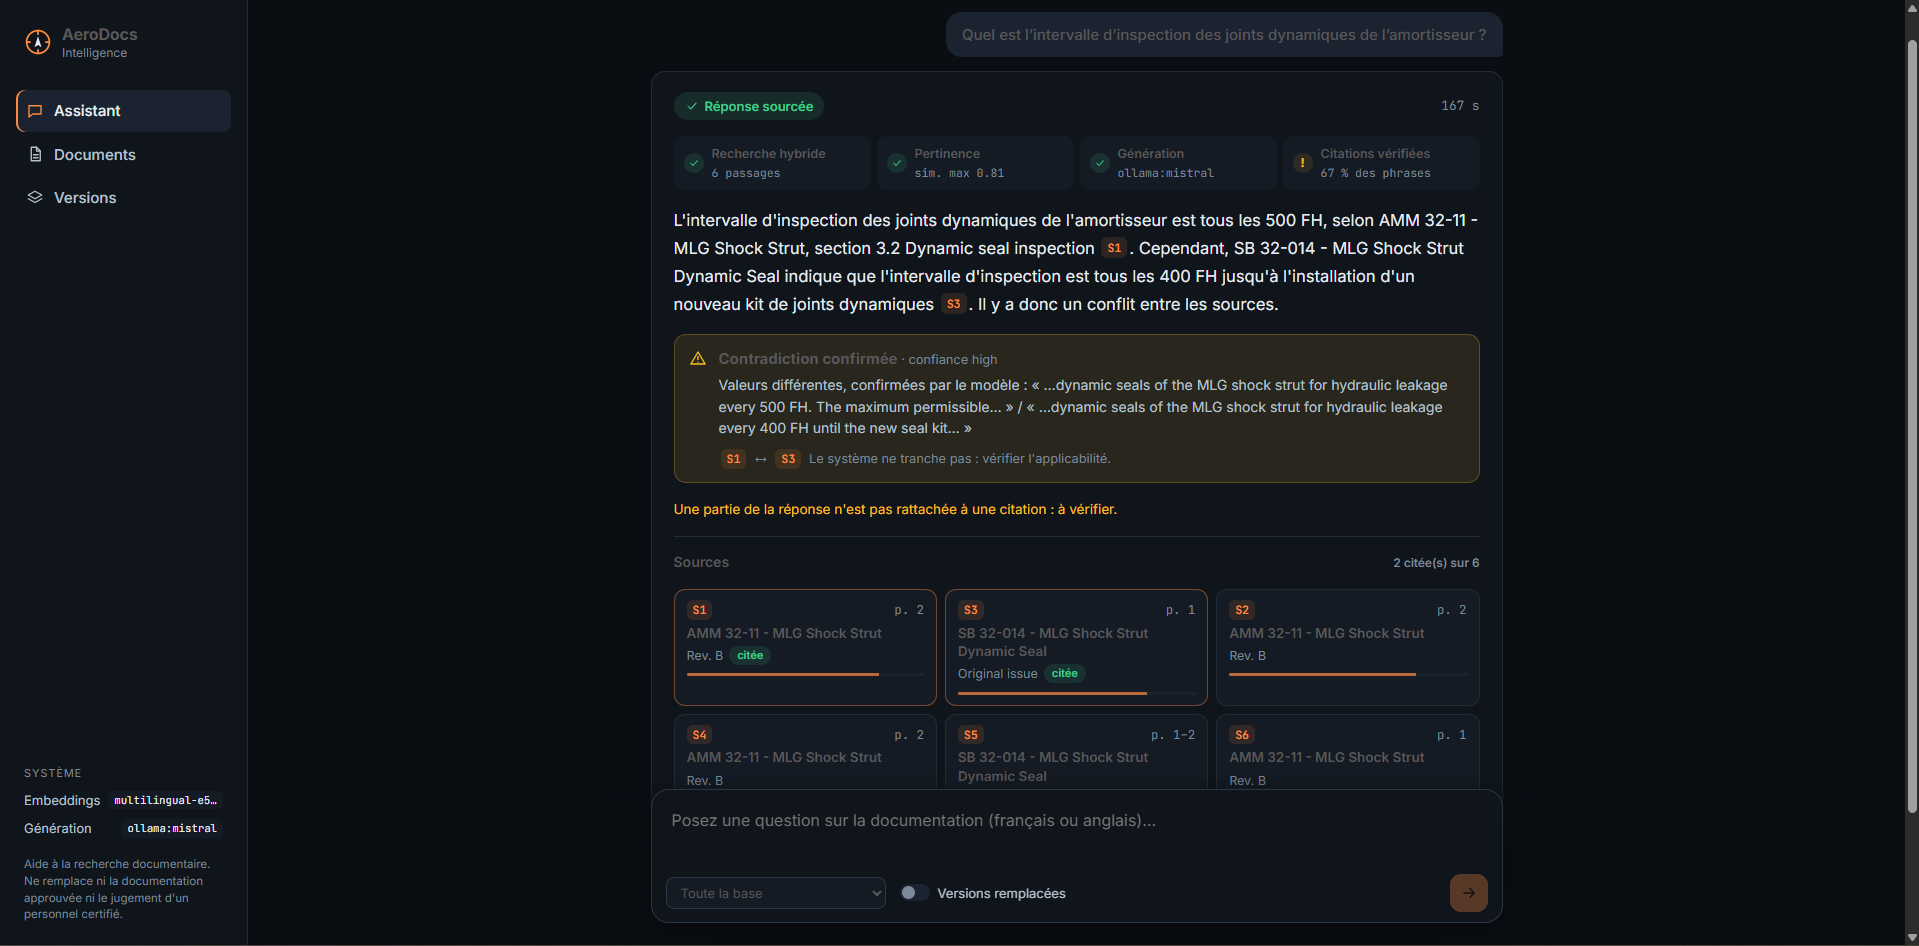 AeroDocs
Intelligence
Assistant
Documents
Versions
SYSTÈME
Embeddings multilingual-e5…
Génération ollama:mistral
Aide à la recherche documentaire.
Ne remplace ni la documentation
approuvée ni le jugement d'un
personnel certifié.
Quel est l'intervalle d'inspection des joints dynamiques de l'amortisseur ?
Réponse sourcée
167 s
Recherche hybride
6 passages
Pertinence
sim. max 0.81
Génération
ollama:mistral
Citations vérifiées
67 % des phrases
L'intervalle d'inspection des joints dynamiques de l'amortisseur est tous les 500 FH, selon AMM 32-11 -
MLG Shock Strut, section 3.2 Dynamic seal inspection S1 . Cependant, SB 32-014 - MLG Shock Strut
Dynamic Seal indique que l'intervalle d'inspection est tous les 400 FH jusqu'à l'installation d'un
nouveau kit de joints dynamiques S3 . Il y a donc un conflit entre les sources.
Contradiction confirmée · confiance high
Valeurs différentes, confirmées par le modèle : « …dynamic seals of the MLG shock strut for hydraulic leakage
every 500 FH. The maximum permissible… » / « …dynamic seals of the MLG shock strut for hydraulic leakage
every 400 FH until the new seal kit… »
S1 ↔ S3 Le système ne tranche pas : vérifier l'applicabilité.
Une partie de la réponse n'est pas rattachée à une citation : à vérifier.
Sources
2 citée(s) sur 6
S1 p. 2
AMM 32-11 - MLG Shock Strut
Rev. B citée
S3 p. 1
SB 32-014 - MLG Shock Strut
Dynamic Seal
Original issue citée
S2 p. 2
AMM 32-11 - MLG Shock Strut
Rev. B
S4 p. 2
AMM 32-11 - MLG Shock Strut
Rev. B
S5 p. 1–2
SB 32-014 - MLG Shock Strut
Dynamic Seal
S6 p. 1
AMM 32-11 - MLG Shock Strut
Rev. B
Posez une question sur la documentation (français ou anglais)…
Toute la base
Versions remplacées